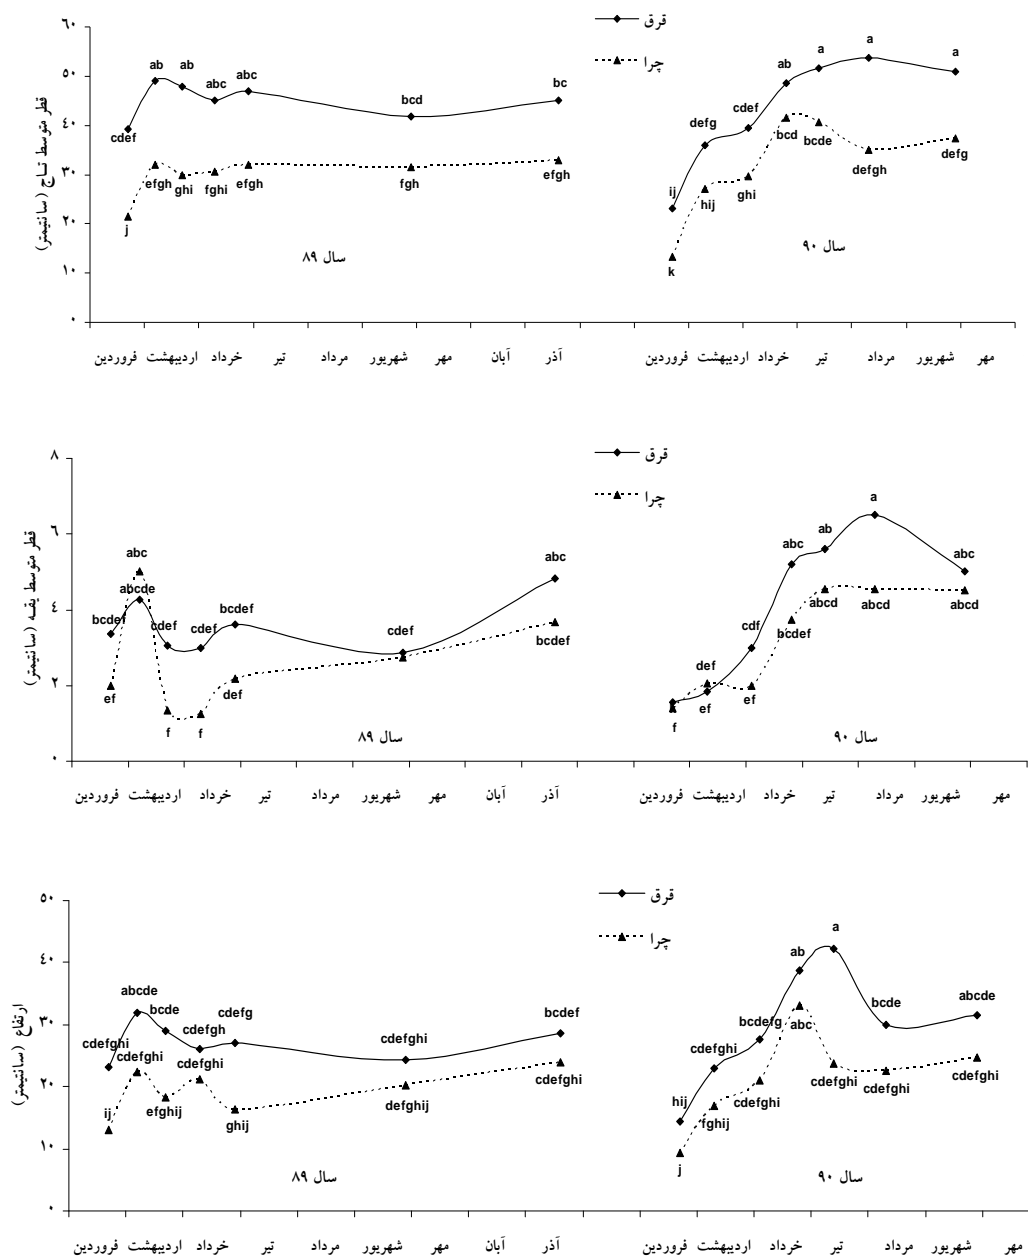 قرق
چرا
قطر متوسط تاج (سانتیمتر)
۶۰
۵۰
۴۰
۳۰
۲۰
۱۰
۰
cdef ab ab abc abc bcd bc
j efgh ghi fghi efgh fgh efgh
ij defg cdef ab a a a
k hij ghi bcd bcde defgh defg
سال ۸۹
سال ۹۰
فروردین اردیبهشت خرداد تیر مرداد شهریور مهر آبان آذر
فروردین اردیبهشت خرداد تیر مرداد شهریور مهر
قرق
چرا
قطر متوسط یقه (سانتیمتر)
۸
۶
۴
۲
۰
bcdef abcde cdef cdef bcdef cdef abc
ef abc f f def bcdef
f ef cdf abc ab a abc
def ef bcdef abcd abcd abcd
سال ۸۹
سال ۹۰
فروردین اردیبهشت خرداد تیر مرداد شهریور مهر آبان آذر
فروردین اردیبهشت خرداد تیر مرداد شهریور مهر
قرق
چرا
ارتفاع (سانتیمتر)
۵۰
۴۰
۳۰
۲۰
۱۰
۰
cdefghi abcde bcde cdefgh cdefg cdefghi bcdef
ij cdefghi efghij cdefghi ghij defghij cdefghi
hij cdefghi bcdefg ab a bcde abcde
j fghij cdefghi abc cdefghi cdefghi cdefghi
سال ۸۹
سال ۹۰
فروردین اردیبهشت خرداد تیر مرداد شهریور مهر آبان آذر
فروردین اردیبهشت خرداد تیر مرداد شهریور مهر